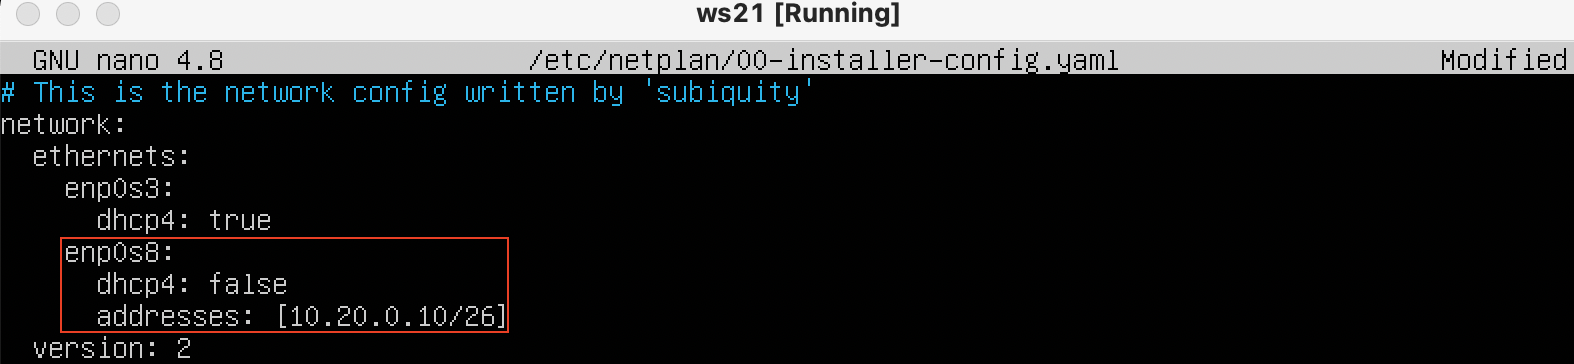 ws21 [Running]
GNU nano 4.8 /etc/netplan/00-installer-config.yaml Modified
# This is the network config written by 'subiquity'
network:
  ethernets:
    enp0s3:
      dhcp4: true
    enp0s8:
      dhcp4: false
      addresses: [10.20.0.10/26]
  version: 2